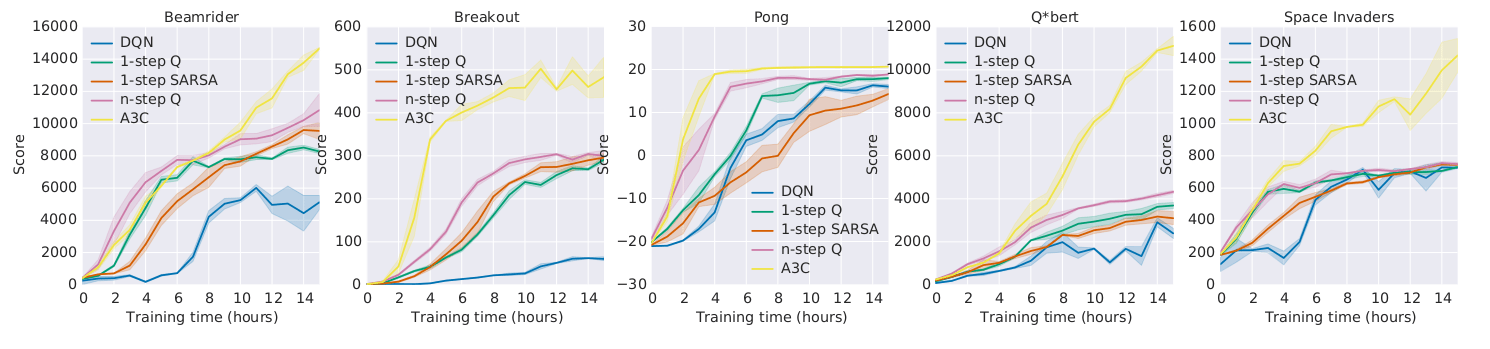 Beamrider
Score
16000
14000
12000
10000
8000
6000
4000
2000
0
DQN
1-step Q
1-step SARSA
n-step Q
A3C
0 2 4 6 8 10 12 14
Training time (hours)
Breakout
Score
600
500
400
300
200
100
0
DQN
1-step Q
1-step SARSA
n-step Q
A3C
0 2 4 6 8 10 12 14
Training time (hours)
Pong
30
20
10
0
−10
−20
−30
DQN
1-step Q
1-step SARSA
n-step Q
A3C
0 2 4 6 8 10 12 14
Training time (hours)
Q*bert
Score
12000
10000
8000
6000
4000
2000
0
DQN
1-step Q
1-step SARSA
n-step Q
A3C
0 2 4 6 8 10 12 14
Training time (hours)
Space Invaders
Score
1600
1400
1200
1000
800
600
400
200
0
DQN
1-step Q
1-step SARSA
n-step Q
A3C
0 2 4 6 8 10 12 14
Training time (hours)